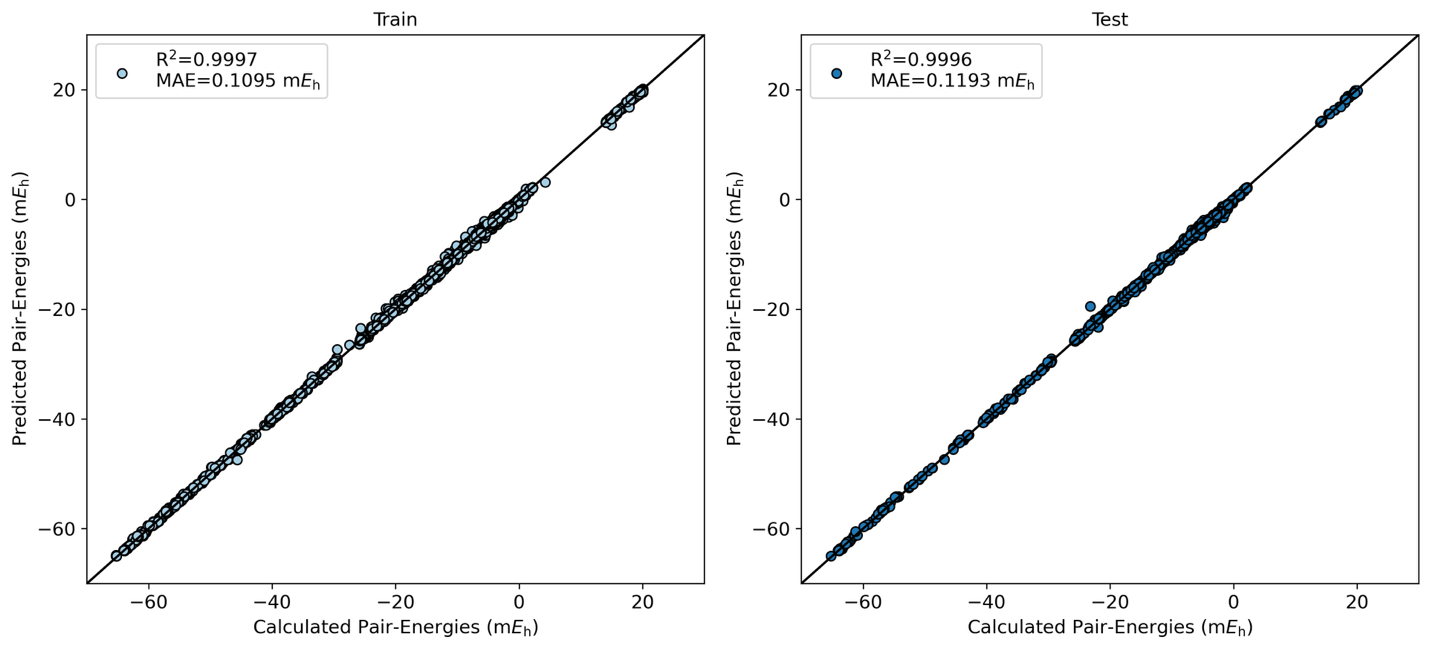 Train
R²=0.9997
MAE=0.1095 mEₕ
20
0
−20
−40
−60
Predicted Pair-Energies (mEₕ)
−60
−40
−20
0
20
Calculated Pair-Energies (mEₕ)
Test
R²=0.9996
MAE=0.1193 mEₕ
20
0
−20
−40
−60
Predicted Pair-Energies (mEₕ)
−60
−40
−20
0
20
Calculated Pair-Energies (mEₕ)